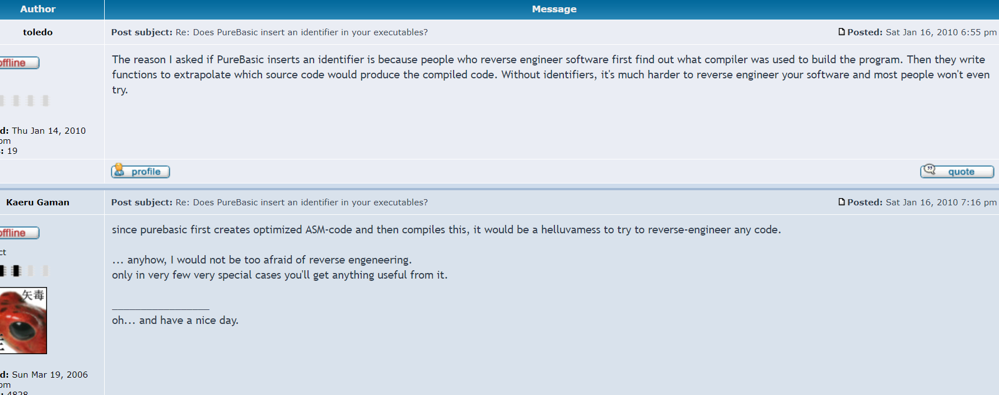 Author Message
toledo Post subject: Re: Does PureBasic insert an identifier in your executables? Posted: Sat Jan 16, 2010 6:55 pm
offline
The reason I asked if PureBasic inserts an identifier is because people who reverse engineer software first find out what compiler was used to build the program. Then they write
functions to extrapolate which source code would produce the compiled code. Without identifiers, it's much harder to reverse engineer your software and most people won't even
try.
d: Thu Jan 14, 2010
pm
: 19
profile quote
Kaeru Gaman Post subject: Re: Does PureBasic insert an identifier in your executables? Posted: Sat Jan 16, 2010 7:16 pm
offline
ct
矢毒
since purebasic first creates optimized ASM-code and then compiles this, it would be a helluvamess to try to reverse-engineer any code.
... anyhow, I would not be too afraid of reverse engeneering.
only in very few very special cases you'll get anything useful from it.
_________________
oh... and have a nice day.
d: Sun Mar 19, 2006
pm
: 4828